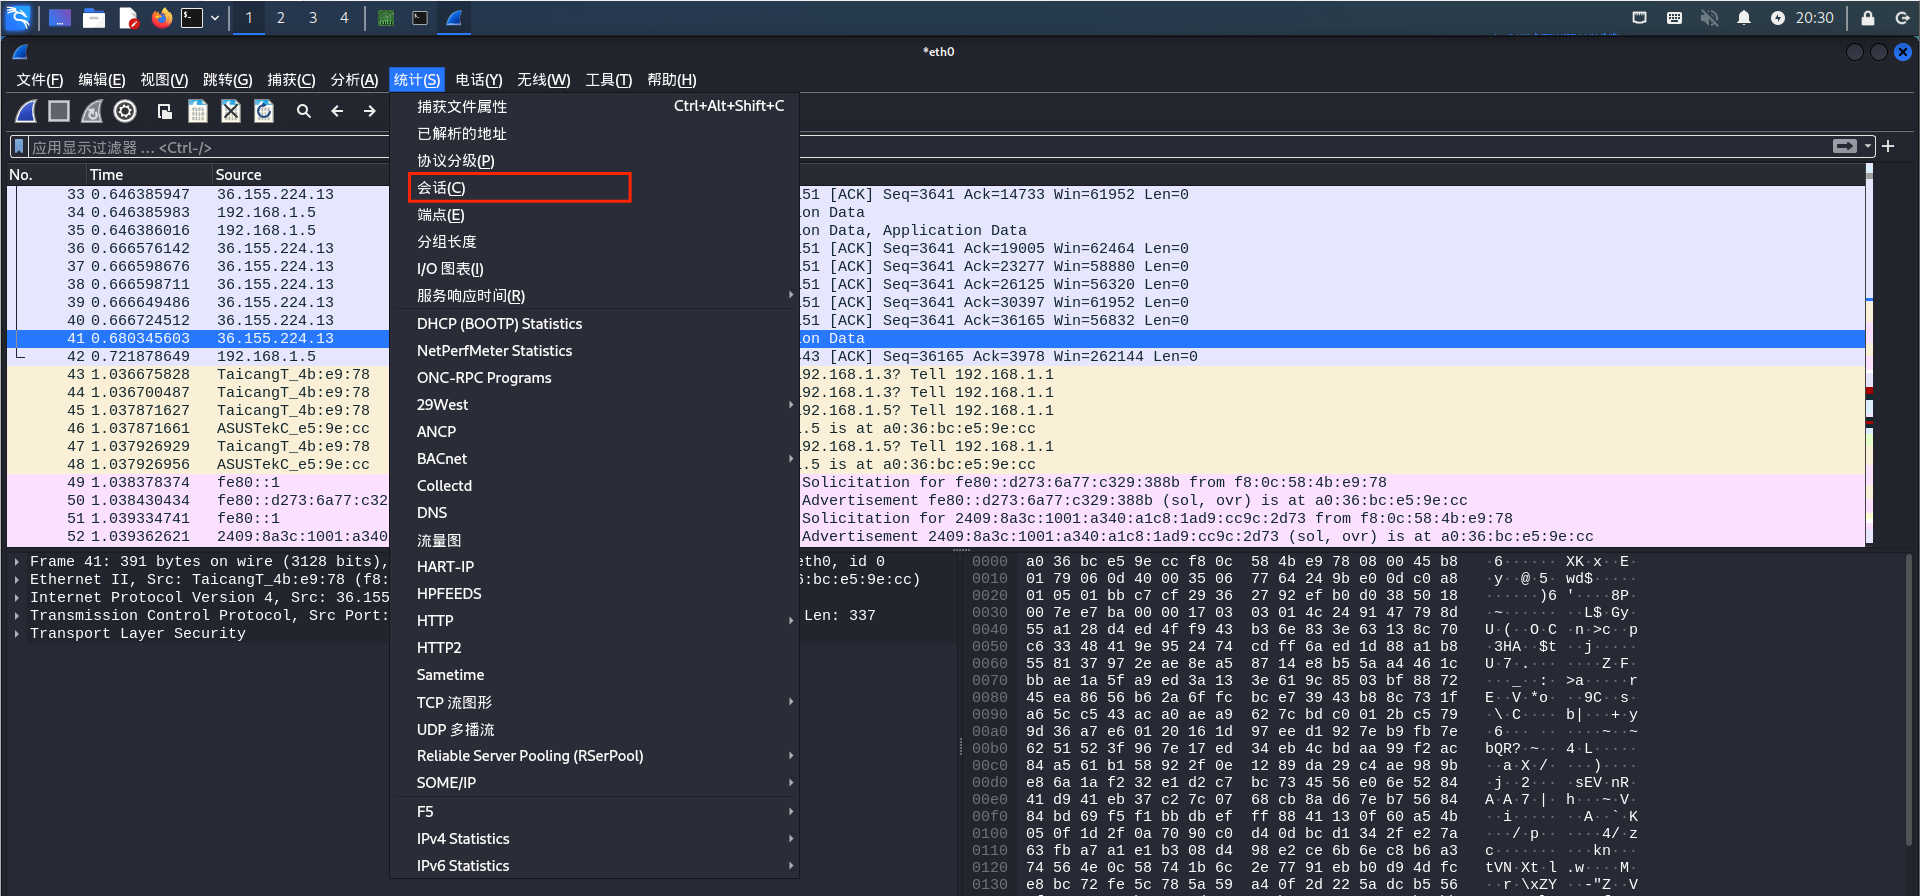 1 2 3 4 20:30
*eth0
文件(F) 编辑(E) 视图(V) 跳转(G) 捕获(C) 分析(A) 统计(S) 电话(Y) 无线(W) 工具(T) 帮助(H)
应用显示过滤器 … <Ctrl-/>
捕获文件属性 Ctrl+Alt+Shift+C
已解析的地址
协议分级(P)
会话(C)
端点(E)
分组长度
I/O 图表(I)
服务响应时间(R)
DHCP (BOOTP) Statistics
NetPerfMeter Statistics
ONC-RPC Programs
29West
ANCP
BACnet
Collectd
DNS
流量图
HART-IP
HPFEEDS
HTTP
HTTP2
Sametime
TCP 流图形
UDP 多播流
Reliable Server Pooling (RSerPool)
SOME/IP
F5
IPv4 Statistics
IPv6 Statistics
No. Time Source
33 0.646385947 36.155.224.13 51 [ACK] Seq=3641 Ack=14733 Win=61952 Len=0
34 0.646385983 192.168.1.5 on Data
35 0.646386016 192.168.1.5 on Data, Application Data
36 0.666576142 36.155.224.13 51 [ACK] Seq=3641 Ack=19005 Win=62464 Len=0
37 0.666598676 36.155.224.13 51 [ACK] Seq=3641 Ack=23277 Win=58880 Len=0
38 0.666598711 36.155.224.13 51 [ACK] Seq=3641 Ack=26125 Win=56320 Len=0
39 0.666649486 36.155.224.13 51 [ACK] Seq=3641 Ack=30397 Win=61952 Len=0
40 0.666724512 36.155.224.13 51 [ACK] Seq=3641 Ack=36165 Win=56832 Len=0
41 0.680345603 36.155.224.13 on Data
42 0.721878649 192.168.1.5 43 [ACK] Seq=36165 Ack=3978 Win=262144 Len=0
43 1.036675828 TaicangT_4b:e9:78 92.168.1.3? Tell 192.168.1.1
44 1.036700487 TaicangT_4b:e9:78 92.168.1.3? Tell 192.168.1.1
45 1.037871627 TaicangT_4b:e9:78 92.168.1.5? Tell 192.168.1.1
46 1.037871661 ASUSTekC_e5:9e:cc .5 is at a0:36:bc:e5:9e:cc
47 1.037926929 TaicangT_4b:e9:78 92.168.1.5? Tell 192.168.1.1
48 1.037926956 ASUSTekC_e5:9e:cc .5 is at a0:36:bc:e5:9e:cc
49 1.038378374 fe80::1 Solicitation for fe80::d273:6a77:c329:388b from f8:0c:58:4b:e9:78
50 1.038430434 fe80::d273:6a77:c32 Advertisement fe80::d273:6a77:c329:388b (sol, ovr) is at a0:36:bc:e5:9e:cc
51 1.039334741 fe80::1 Solicitation for 2409:8a3c:1001:a340:a1c8:1ad9:cc9c:2d73 from f8:0c:58:4b:e9:78
52 1.039362621 2409:8a3c:1001:a340 Advertisement 2409:8a3c:1001:a340:a1c8:1ad9:cc9c:2d73 (sol, ovr) is at a0:36:bc:e5:9e:cc
Frame 41: 391 bytes on wire (3128 bits), eth0, id 0
Ethernet II, Src: TaicangT_4b:e9:78 (f8: 6:bc:e5:9e:cc)
Internet Protocol Version 4, Src: 36.155
Transmission Control Protocol, Src Port: Len: 337
Transport Layer Security
0000 a0 36 bc e5 9e cc f8 0c 58 4b e9 78 08 00 45 b8 ·6······ XK·x··E·
0010 01 79 06 0d 40 00 35 06 77 64 24 9b e0 0d c0 a8 ·y··@·5· wd$·····
0020 01 05 01 bb c7 cf 29 36 27 92 ef b0 d0 38 50 18 ······)6 '····8P·
0030 00 7e e7 ba 00 00 17 03 03 01 4c 24 91 47 79 8d ·~······ ··L$·Gy·
0040 55 a1 28 d4 ed 4f f9 43 b3 6e 83 3e 63 13 8c 70 U·(··O·C ·n·>c··p
0050 c6 33 48 41 9e 95 24 74 cd ff 6a ed 1d 88 a1 b8 ·3HA··$t ··j·····
0060 55 81 37 97 2e ae 8e a5 87 14 e8 b5 5a a4 46 1c U·7·.··· ····Z·F·
0070 bb ae 1a 5f a9 ed 3a 13 3e 61 9c 85 03 bf 88 72 ···_··:· >a·····r
0080 45 ea 86 56 b6 2a 6f fc bc e7 39 43 b8 8c 73 1f E··V·*o· ··9C··s·
0090 a6 5c c5 43 ac a0 ae a9 62 7c bd c0 01 2b c5 79 ·\·C···· b|···+·y
00a0 9d 36 a7 e6 01 20 16 1d 97 ee d1 92 7e b9 fb 7e ·6··· ·· ····~··~
00b0 62 51 52 3f 96 7e 17 ed 34 eb 4c bd aa 99 f2 ac bQR?·~·· 4·L·····
00c0 84 a5 61 b1 58 92 2f 0e 12 89 da 29 c4 ae 98 9b ··a·X·/· ···)····
00d0 e8 6a 1a f2 32 e1 d2 c7 bc 73 45 56 e0 6e 52 84 ·j··2··· ·sEV·nR·
00e0 41 d9 41 eb 37 c2 7c 07 68 cb 8a d6 7e b7 56 84 A·A·7·|· h···~·V·
00f0 84 bd 69 f5 f1 bb db ef ff 88 41 13 0f 60 a5 4b ··i····· ··A··`·K
0100 05 0f 1d 2f 0a 70 90 c0 d4 0d bc d1 34 2f e2 7a ···/·p·· ····4/·z
0110 63 fb a7 a1 e1 b3 08 d4 98 e2 ce 6b 6e c8 b6 a3 c······· ···kn···
0120 74 56 4e 0c 58 74 1b 6c 2e 77 91 eb b0 d9 4d fc tVN·Xt·l .w····M·
0130 e8 bc 72 fe 5c 78 5a 59 a4 0f 2d 22 5a dc b5 56 ··r·\xZY ··-"Z··V